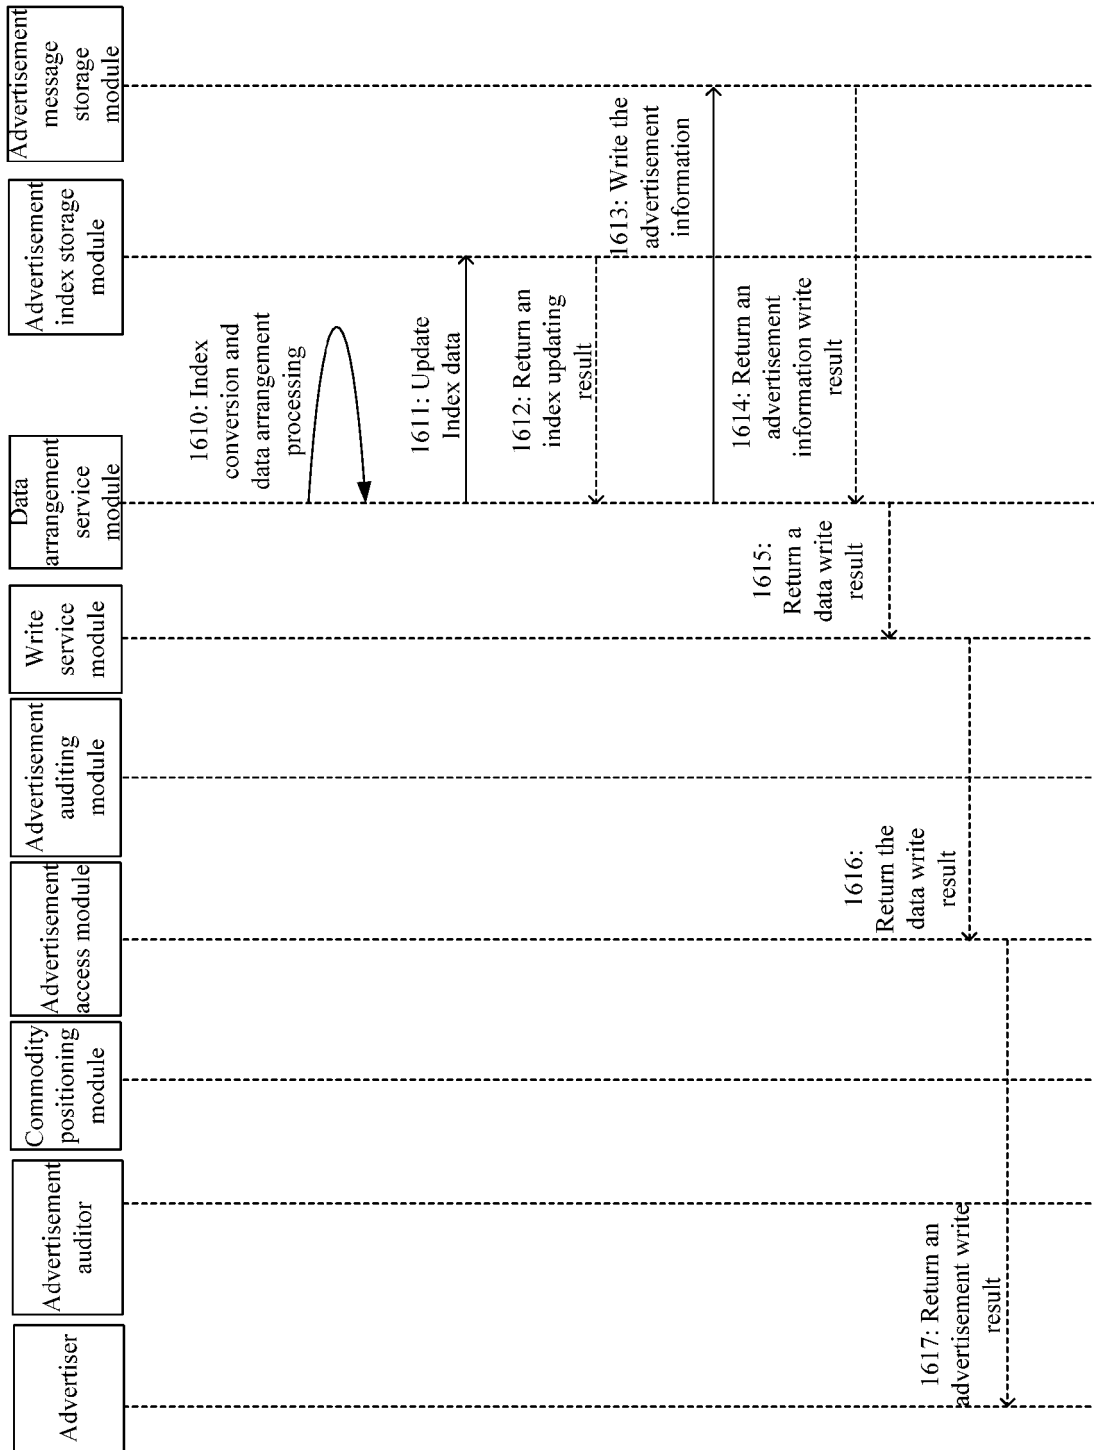 Advertiser
Advertisement
auditor
Commodity
positioning
module
Advertisement
access module
Advertisement
auditing
module
Write
service
module
Data
arrangement
service
module
Advertisement
index storage
module
Advertisement
message
storage
module
1610: Index
conversion and
data arrangement
processing
1611: Update
Index data
1612: Return an
index updating
result
1613: Write the
advertisement
information
1614: Return an
advertisement
information write
result
1615:
Return a
data write
result
1616:
Return the
data write
result
1617: Return an
advertisement write
result